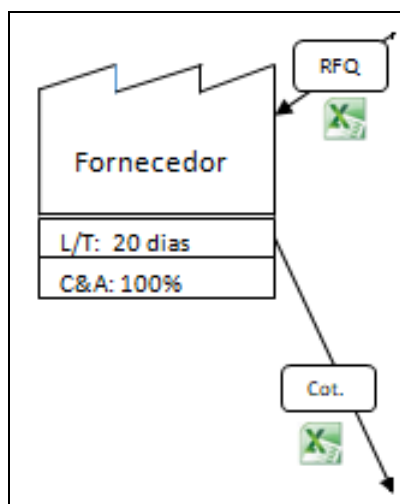 RFQ
Fornecedor
L/T: 20 dias
C&A: 100%
Cot.